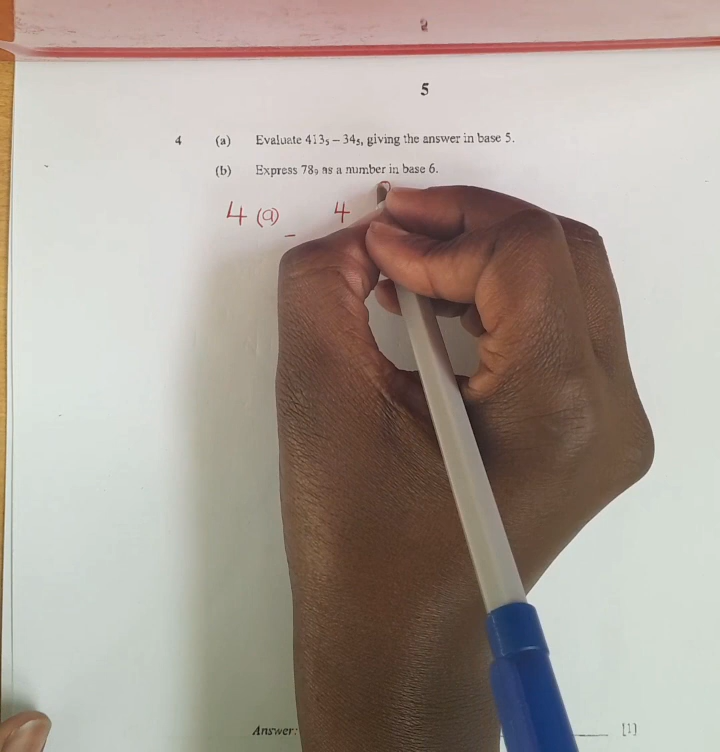 5
4 (a) Evaluate 413₅ – 34₅, giving the answer in base 5.
(b) Express 78₉ as a number in base 6.
4 (a) 4
–
Answer: [1]